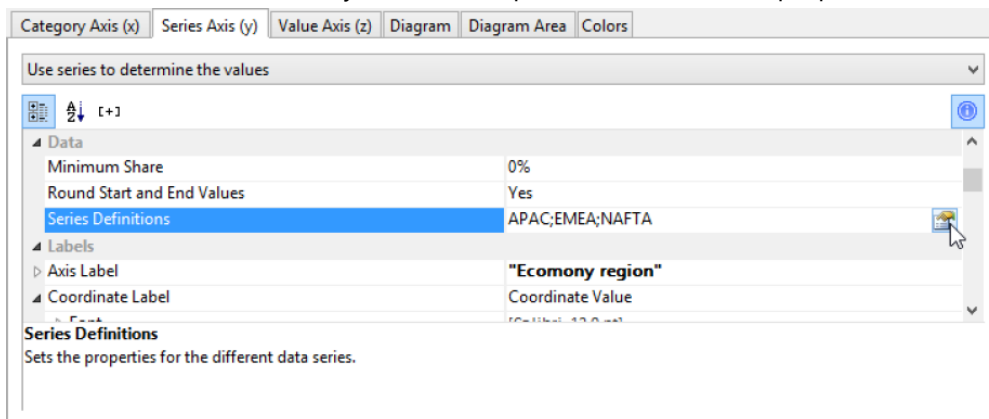 Category Axis (x) Series Axis (y) Value Axis (z) Diagram Diagram Area Colors
Use series to determine the values
[+]
Data
Minimum Share 0%
Round Start and End Values Yes
Series Definitions APAC;EMEA;NAFTA
Labels
Axis Label "Ecomony region"
Coordinate Label Coordinate Value
Series Definitions
Sets the properties for the different data series.